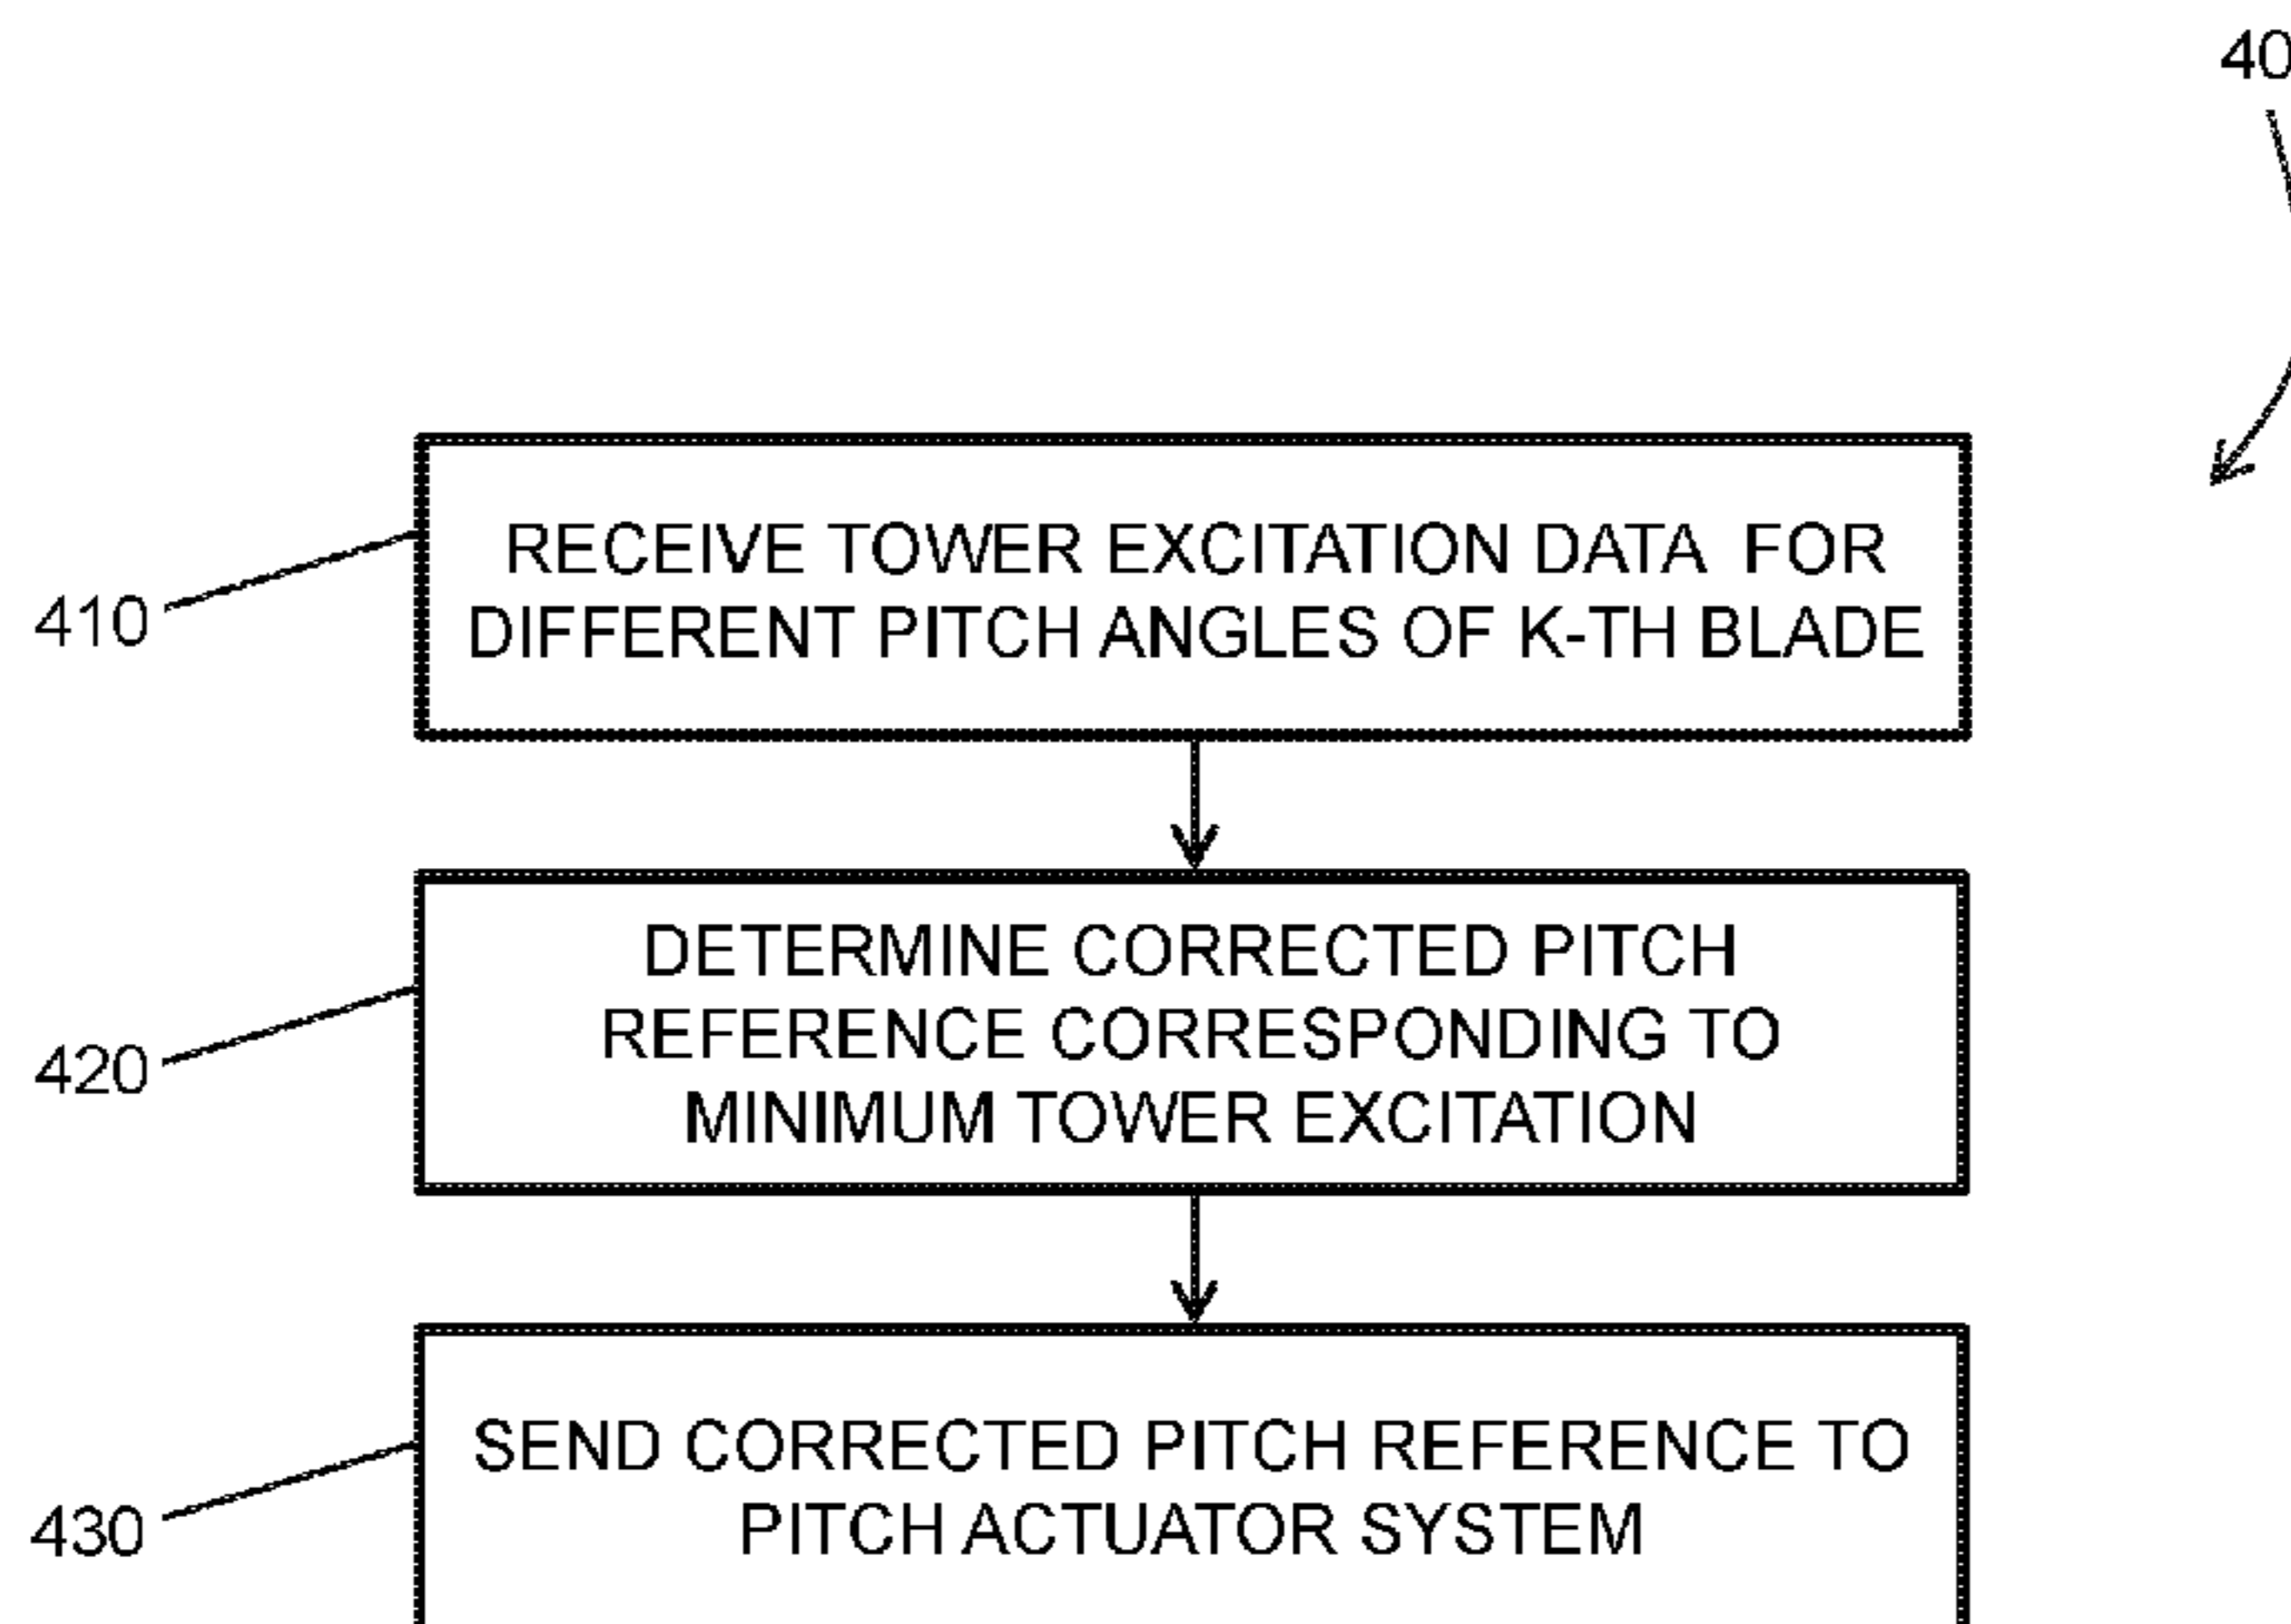 40
410
RECEIVE TOWER EXCITATION DATA FOR
DIFFERENT PITCH ANGLES OF K-TH BLADE
420
DETERMINE CORRECTED PITCH
REFERENCE CORRESPONDING TO
MINIMUM TOWER EXCITATION
430
SEND CORRECTED PITCH REFERENCE TO
PITCH ACTUATOR SYSTEM